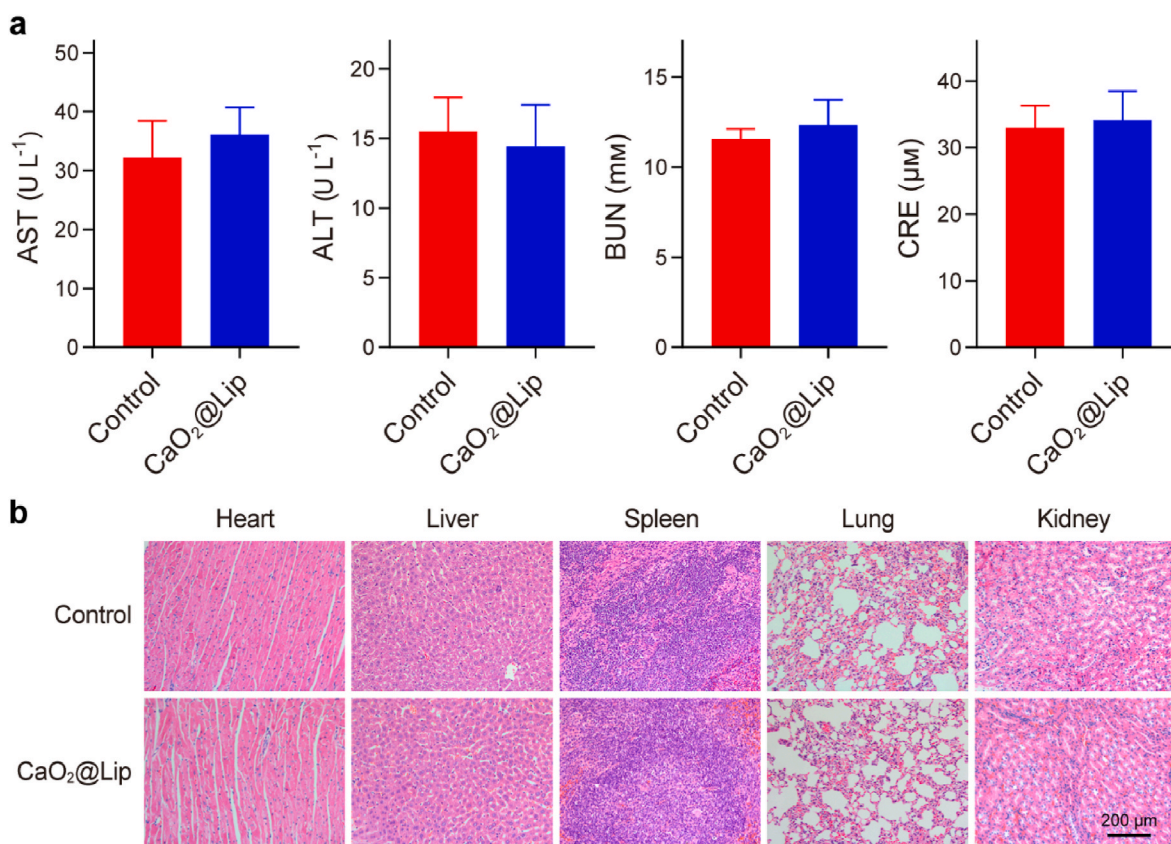 a
AST (U L⁻¹)
50
40
30
20
10
0
Control
CaO₂@Lip
ALT (U L⁻¹)
20
15
10
5
0
Control
CaO₂@Lip
BUN (mM)
15
10
5
0
Control
CaO₂@Lip
CRE (μM)
40
30
20
10
0
Control
CaO₂@Lip
b
Heart Liver Spleen Lung Kidney
Control
CaO₂@Lip
200 μm